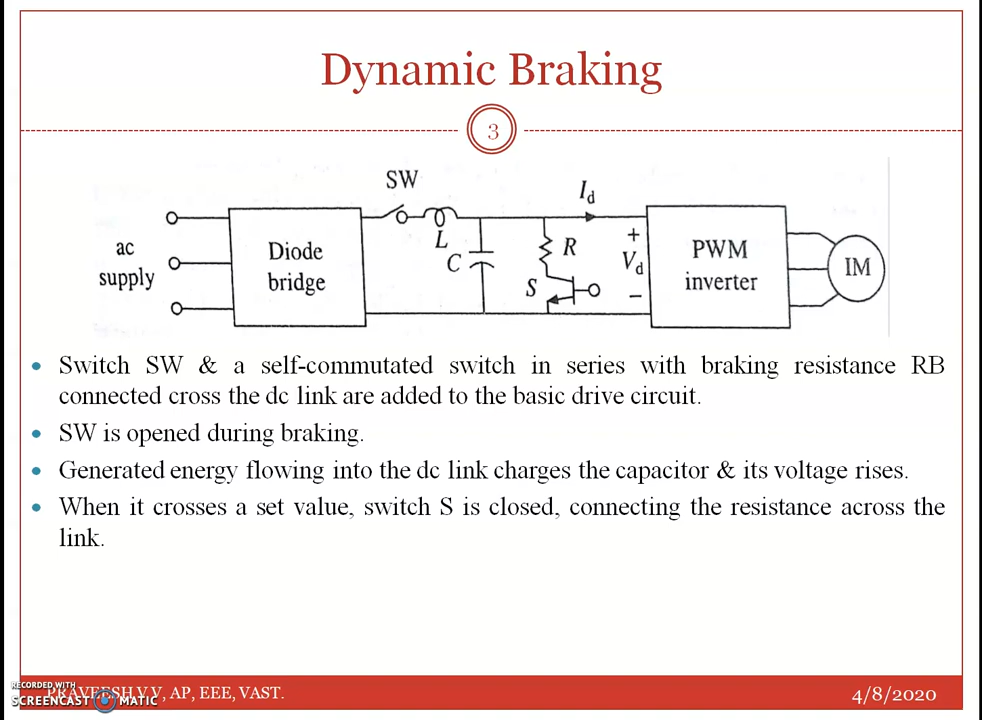 Dynamic Braking
3
SW
I_d
ac
supply
Diode
bridge
L
C
R
S
+
V_d
−
PWM
inverter
IM
• Switch SW & a self-commutated switch in series with braking resistance RB
connected cross the dc link are added to the basic drive circuit.
• SW is opened during braking.
• Generated energy flowing into the dc link charges the capacitor & its voltage rises.
• When it crosses a set value, switch S is closed, connecting the resistance across the
link.
PRAVEESH.V.V, AP, EEE, VAST.
4/8/2020
RECORDED WITH
SCREENCAST MATIC